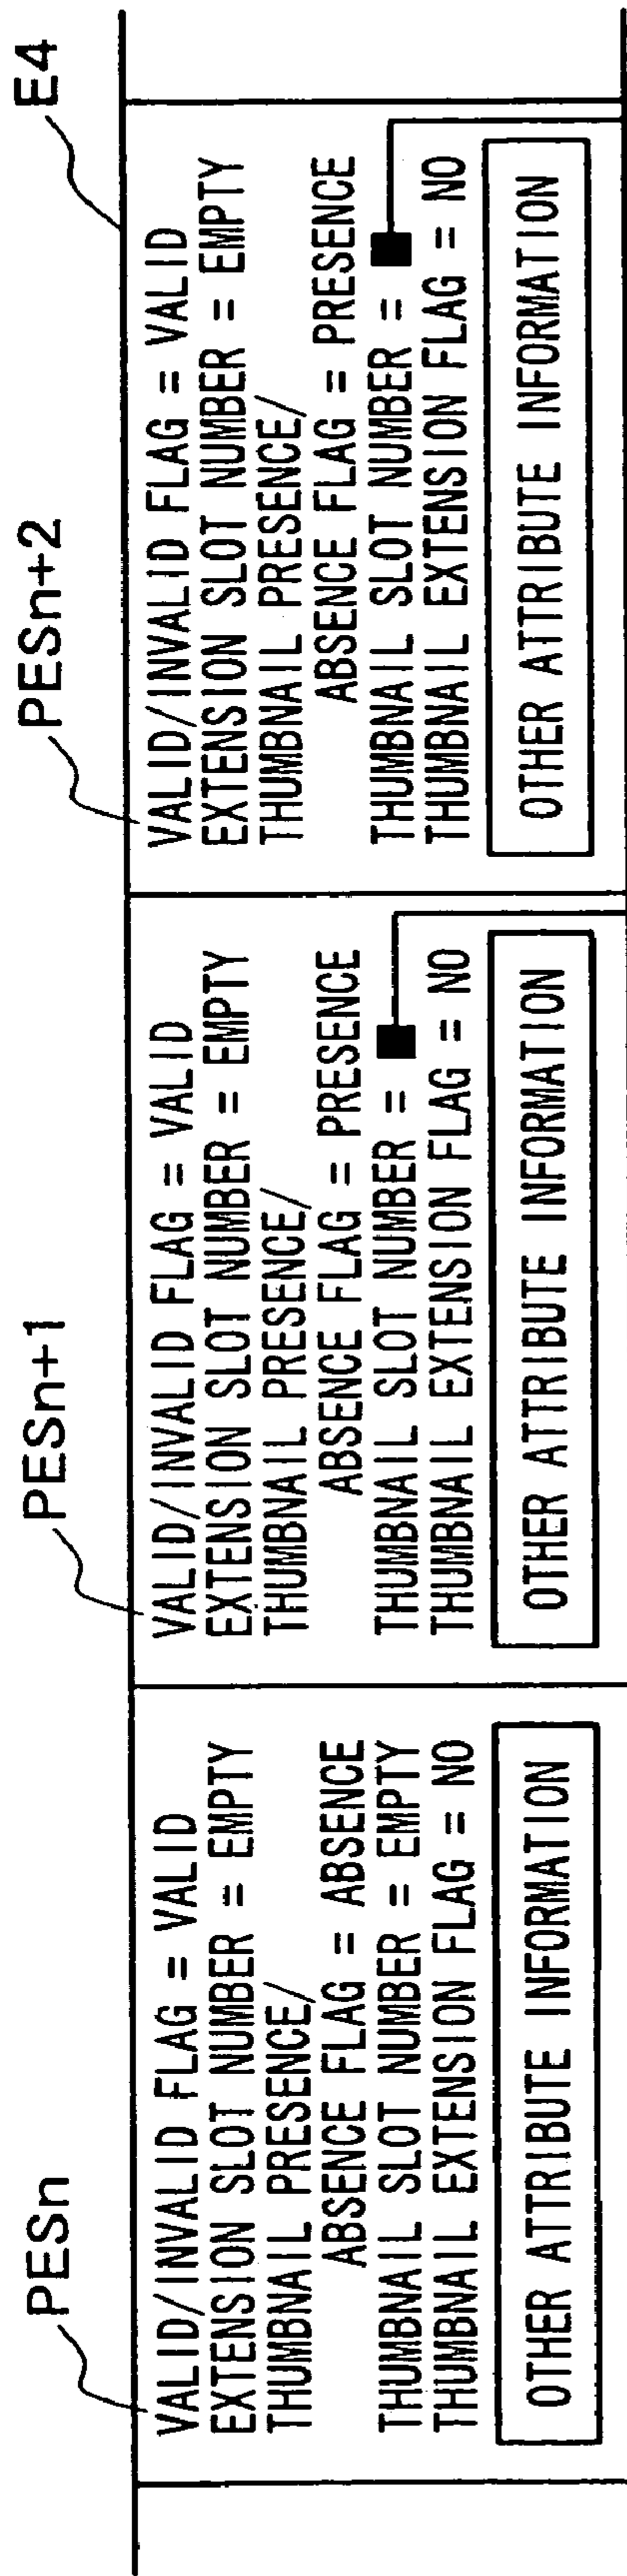 PESn
VALID/INVALID FLAG = VALID
EXTENSION SLOT NUMBER = EMPTY
THUMBNAIL PRESENCE/
ABSENCE FLAG = ABSENCE
THUMBNAIL SLOT NUMBER = EMPTY
THUMBNAIL EXTENSION FLAG = NO
OTHER ATTRIBUTE INFORMATION
PESn+1
VALID/INVALID FLAG = VALID
EXTENSION SLOT NUMBER = EMPTY
THUMBNAIL PRESENCE/
ABSENCE FLAG = PRESENCE
THUMBNAIL SLOT NUMBER = ■
THUMBNAIL EXTENSION FLAG = NO
OTHER ATTRIBUTE INFORMATION
PESn+2
E4
VALID/INVALID FLAG = VALID
EXTENSION SLOT NUMBER = EMPTY
THUMBNAIL PRESENCE/
ABSENCE FLAG = PRESENCE
THUMBNAIL SLOT NUMBER = ■
THUMBNAIL EXTENSION FLAG = NO
OTHER ATTRIBUTE INFORMATION